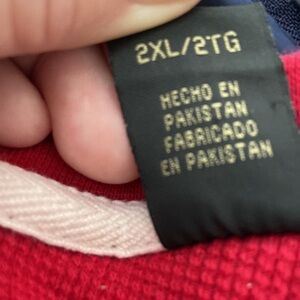 2XL/2TG
HECHO EN
PAKISTAN
FABRICADO
EN PAKISTAN